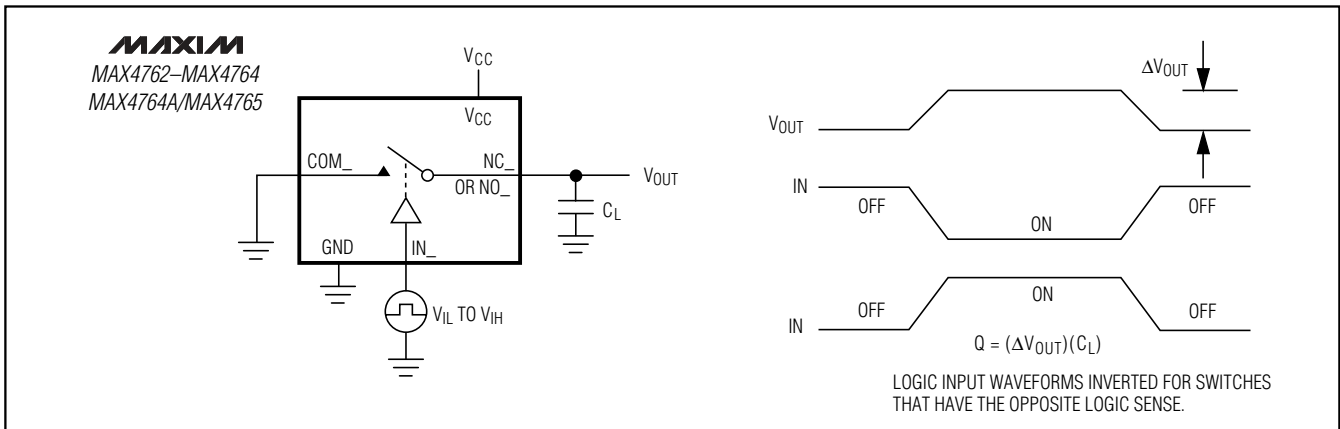 MAXIM
MAX4762–MAX4764
MAX4764A/MAX4765
VCC
VCC
COM_
NC_
OR NO_
VOUT
CL
GND
IN_
VIL TO VIH
ΔVOUT
VOUT
IN
OFF
ON
OFF
IN
OFF
ON
OFF
Q = (ΔVOUT)(CL)
LOGIC INPUT WAVEFORMS INVERTED FOR SWITCHES
THAT HAVE THE OPPOSITE LOGIC SENSE.